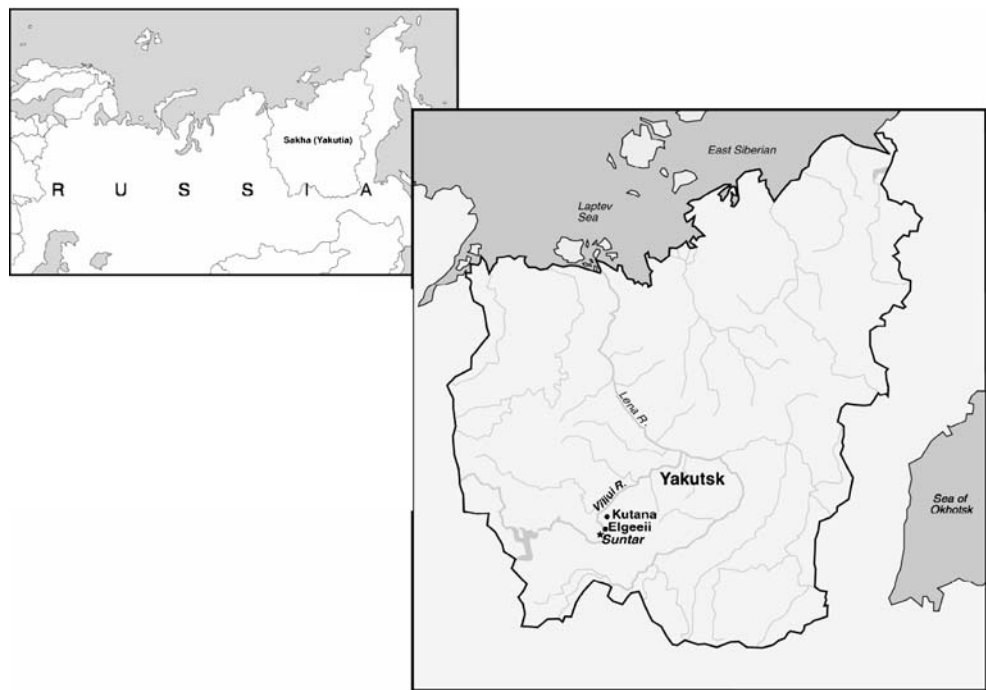 Sakha (Yakutia)
R U S S I A
East Siberian
Laptev
Sea
Lena R.
Yakutsk
Viliui R.
Kutana
Elgeeii
Suntar
Sea of
Okhotsk